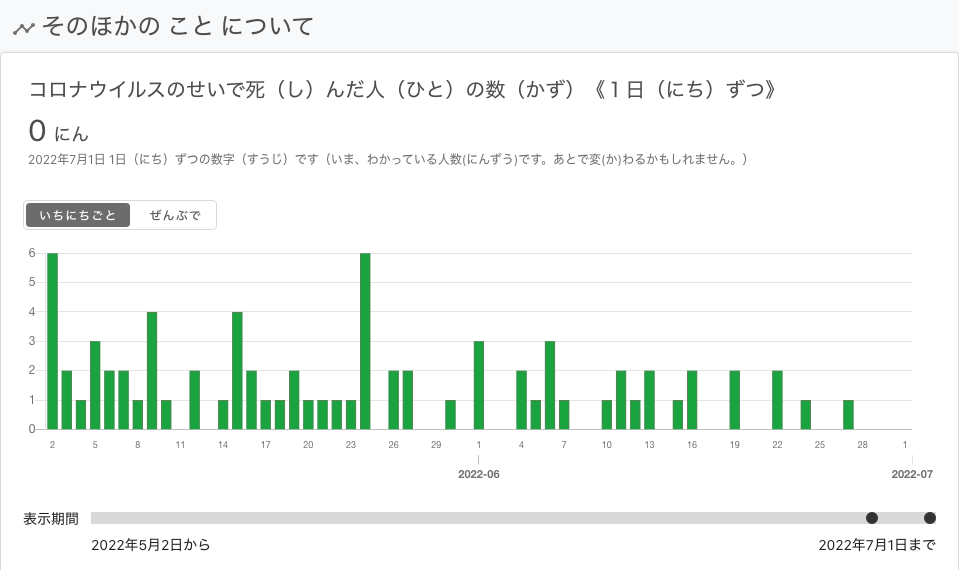 そのほかの こと について
コロナウイルスのせいで死（し）んだ人（ひと）の数（かず）《１日（にち）ずつ》
0 にん
2022年7月1日 1日（にち）ずつの数字（すうじ）です（いま、わかっている人数(にんずう)です。あとで変(か)わるかもしれません。）
いちにちごと ぜんぶで
6
5
4
3
2
1
0
2 5 8 11 14 17 20 23 26 29 1 4 7 10 13 16 19 22 25 28 1
2022-06 2022-07
表示期間
2022年5月2日から 2022年7月1日まで